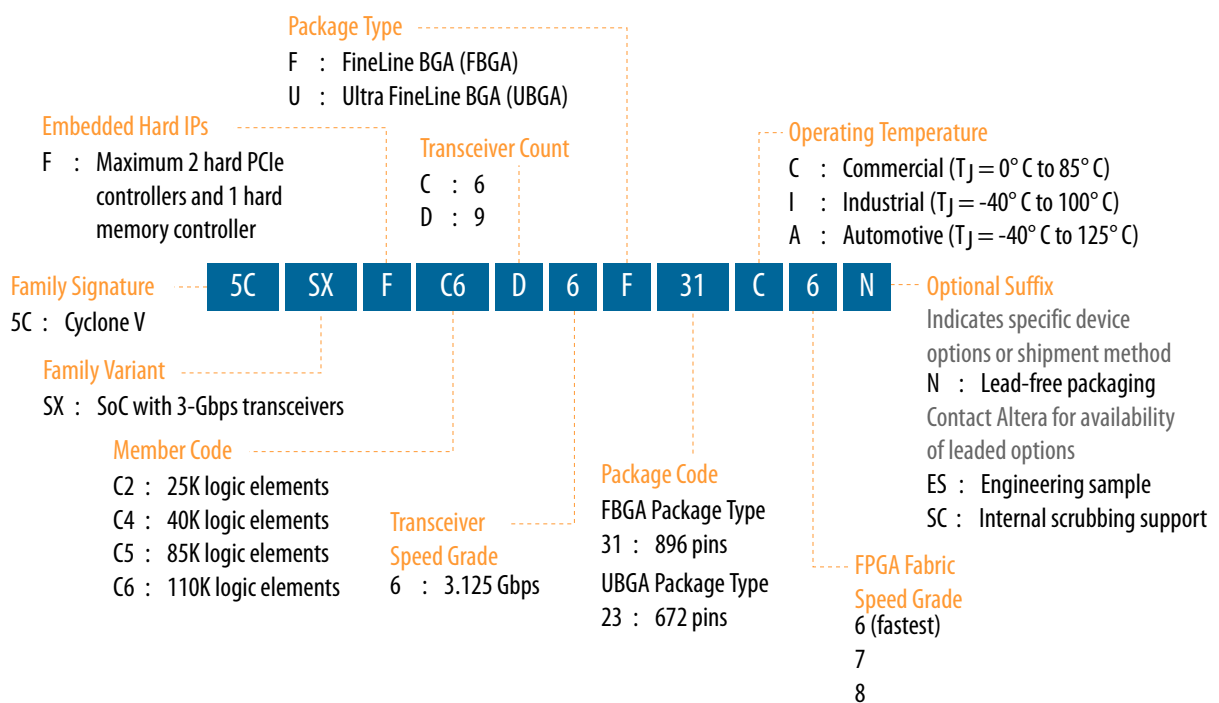 Package Type
F : FineLine BGA (FBGA)
U : Ultra FineLine BGA (UBGA)
Embedded Hard IPs
F : Maximum 2 hard PCIe
controllers and 1 hard
memory controller
Transceiver Count
C : 6
D : 9
Operating Temperature
C : Commercial (TJ = 0° C to 85° C)
I : Industrial (TJ = -40° C to 100° C)
A : Automotive (TJ = -40° C to 125° C)
Family Signature
5C : Cyclone V
5C SX F C6 D 6 F 31 C 6 N
Optional Suffix
Indicates specific device
options or shipment method
N : Lead-free packaging
Contact Altera for availability
of leaded options
ES : Engineering sample
SC : Internal scrubbing support
Family Variant
SX : SoC with 3-Gbps transceivers
Member Code
C2 : 25K logic elements
C4 : 40K logic elements
C5 : 85K logic elements
C6 : 110K logic elements
Transceiver
Speed Grade
6 : 3.125 Gbps
Package Code
FBGA Package Type
31 : 896 pins
UBGA Package Type
23 : 672 pins
FPGA Fabric
Speed Grade
6 (fastest)
7
8